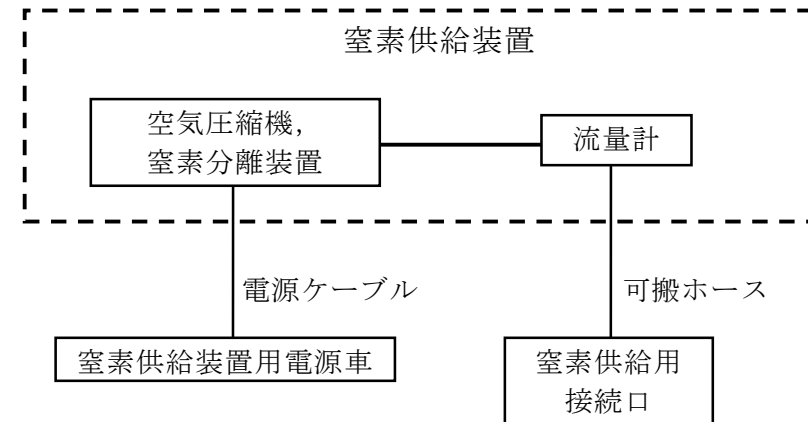 窒素供給装置
空気圧縮機，
窒素分離装置
流量計
電源ケーブル
可搬ホース
窒素供給装置用電源車
窒素供給用
接続口